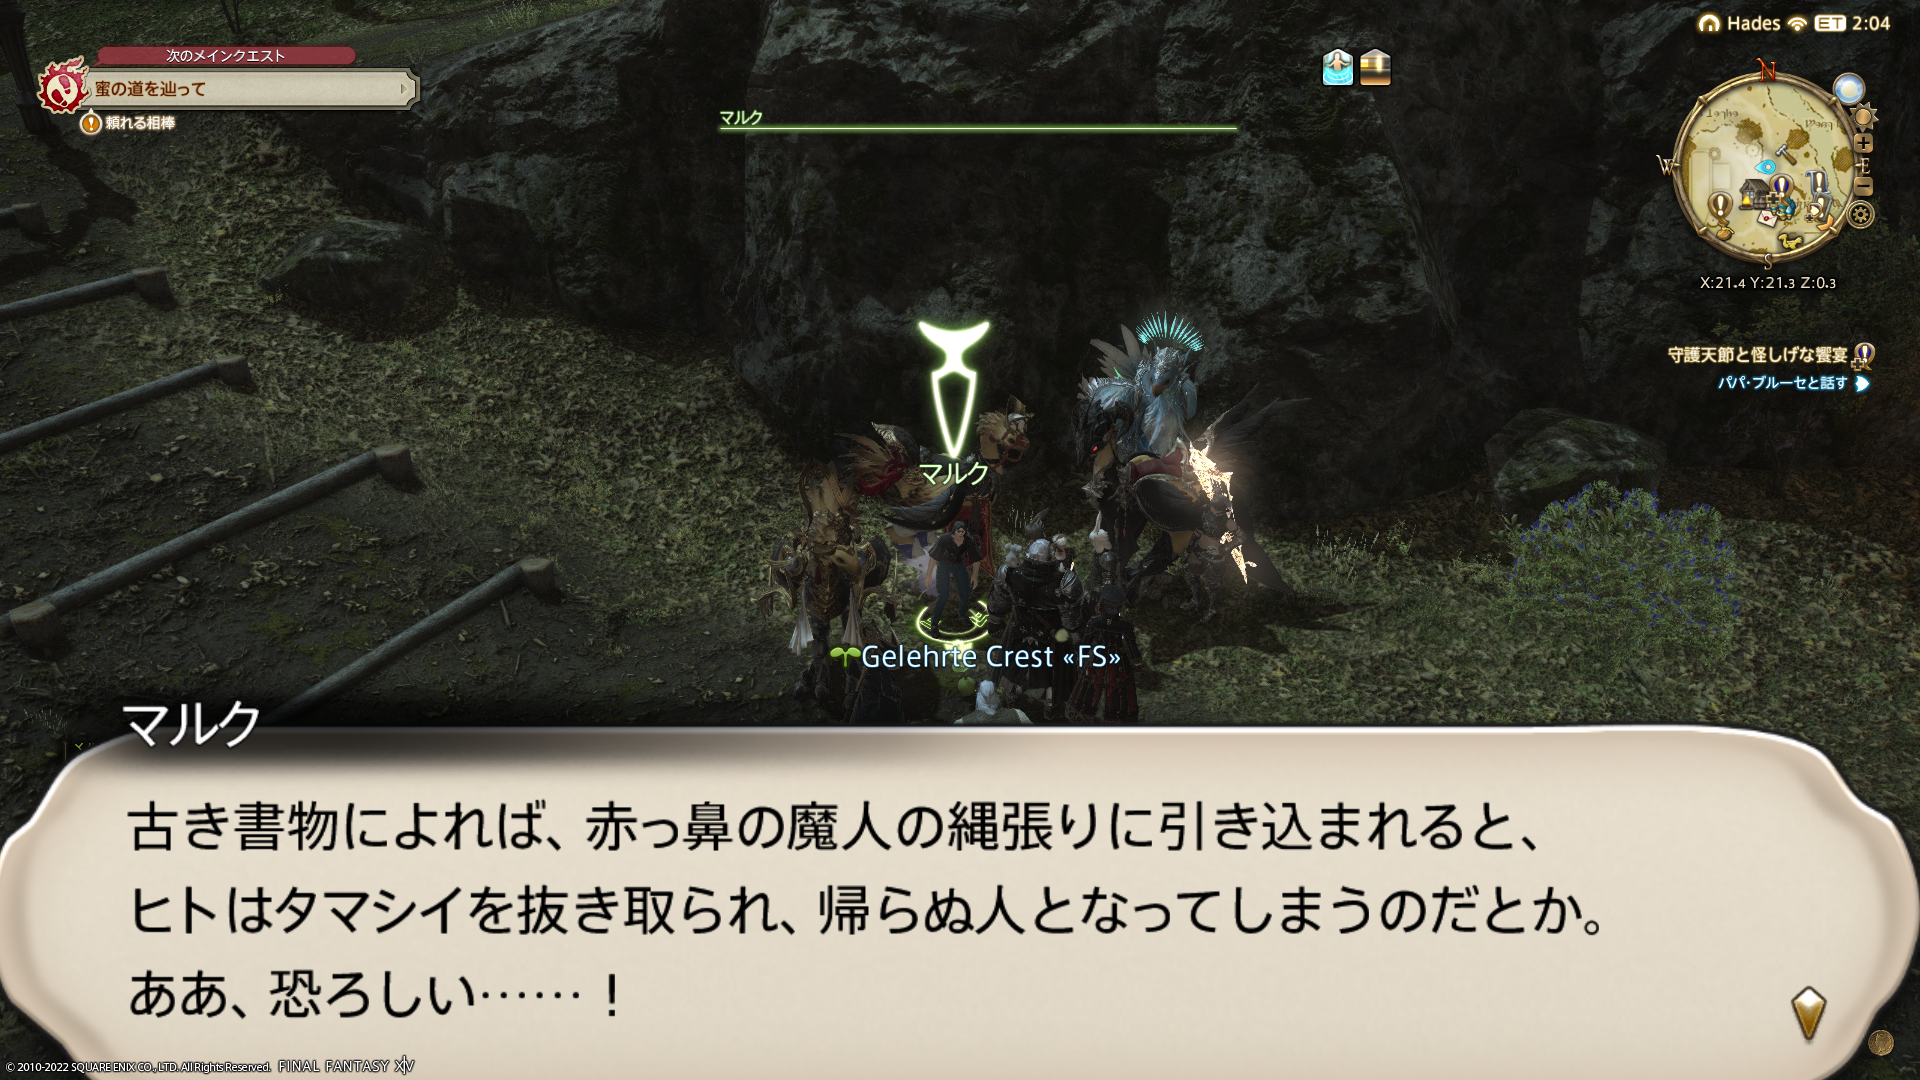 Hades ET 2:04
次のメインクエスト
蜜の道を辿って
頼れる相棒
マルク
N
W
E
S
X:21.4 Y:21.3 Z:0.3
守護天節と怪しげな饗宴
パパ・ブルーセと話す
マルク
Gelehrte Crest «FS»
マルク
古き書物によれば、赤っ鼻の魔人の縄張りに引き込まれると、
ヒトはタマシイを抜き取られ、帰らぬ人となってしまうのだとか。
ああ、恐ろしい……！
© 2010-2022 SQUARE ENIX CO., LTD. All Rights Reserved. FINAL FANTASY XIV